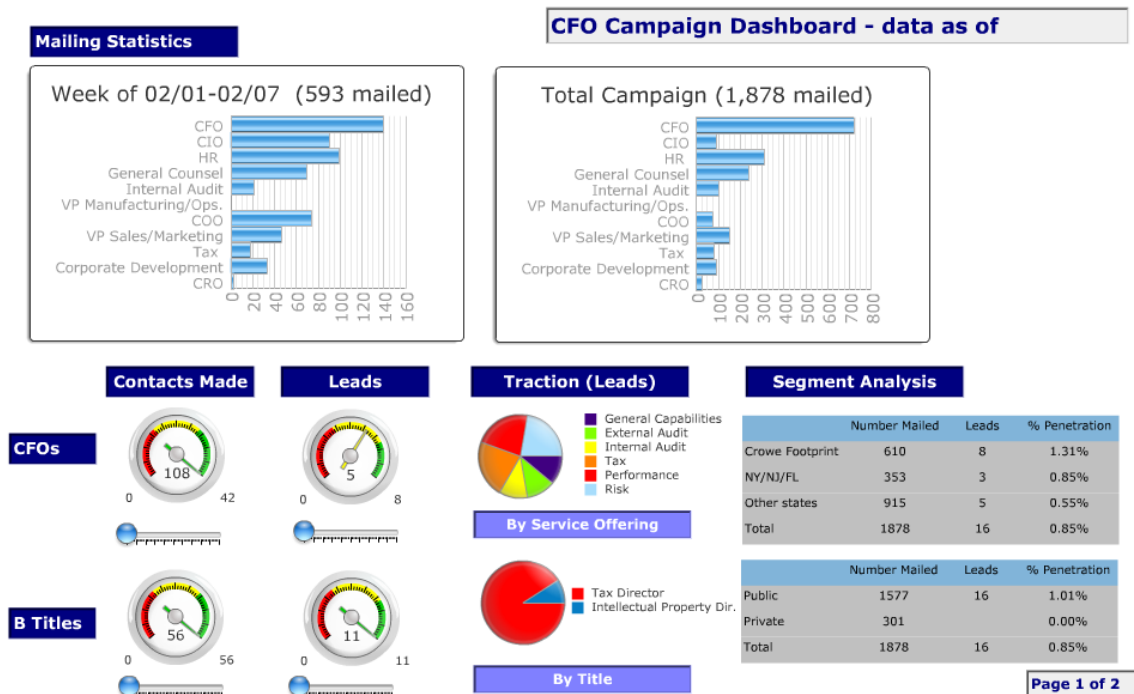 CFO Campaign Dashboard - data as of
Mailing Statistics
Week of 02/01-02/07 (593 mailed)
CFO
CIO
HR
General Counsel
Internal Audit
VP Manufacturing/Ops.
COO
VP Sales/Marketing
Tax
Corporate Development
CRO
0 20 40 60 80 100 120 140 160
Total Campaign (1,878 mailed)
CFO
CIO
HR
General Counsel
Internal Audit
VP Manufacturing/Ops.
COO
VP Sales/Marketing
Tax
Corporate Development
CRO
0 100 200 300 400 500 600 700 800
Contacts Made
Leads
Traction (Leads)
Segment Analysis
CFOs
108
0 42
5
0 8
General Capabilities
External Audit
Internal Audit
Tax
Performance
Risk
By Service Offering
Number Mailed Leads % Penetration
Crowe Footprint 610 8 1.31%
NY/NJ/FL 353 3 0.85%
Other states 915 5 0.55%
Total 1878 16 0.85%
B Titles
56
0 56
11
0 11
Tax Director
Intellectual Property Dir.
By Title
Number Mailed Leads % Penetration
Public 1577 16 1.01%
Private 301 0.00%
Total 1878 16 0.85%
Page 1 of 2